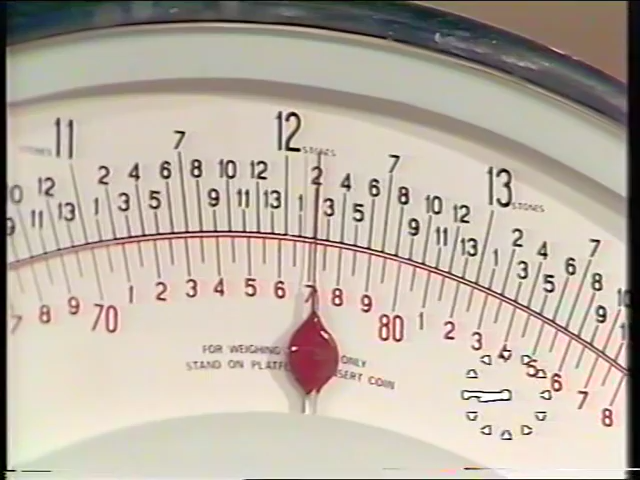 11 12 STONES 13 STONES
7 7 7
12 2 4 6 8 10 12 2 4 6 8 10 12 2 4 6 8 10
9 11 13 1 3 5 9 11 13 1 3 5 9 11 13 1 3 5 9
7 8 9 70 1 2 3 4 5 6 7 8 9 80 1 2 3 4 5 6 7 8
FOR WEIGHING ONLY
STAND ON PLATF SERT COIN